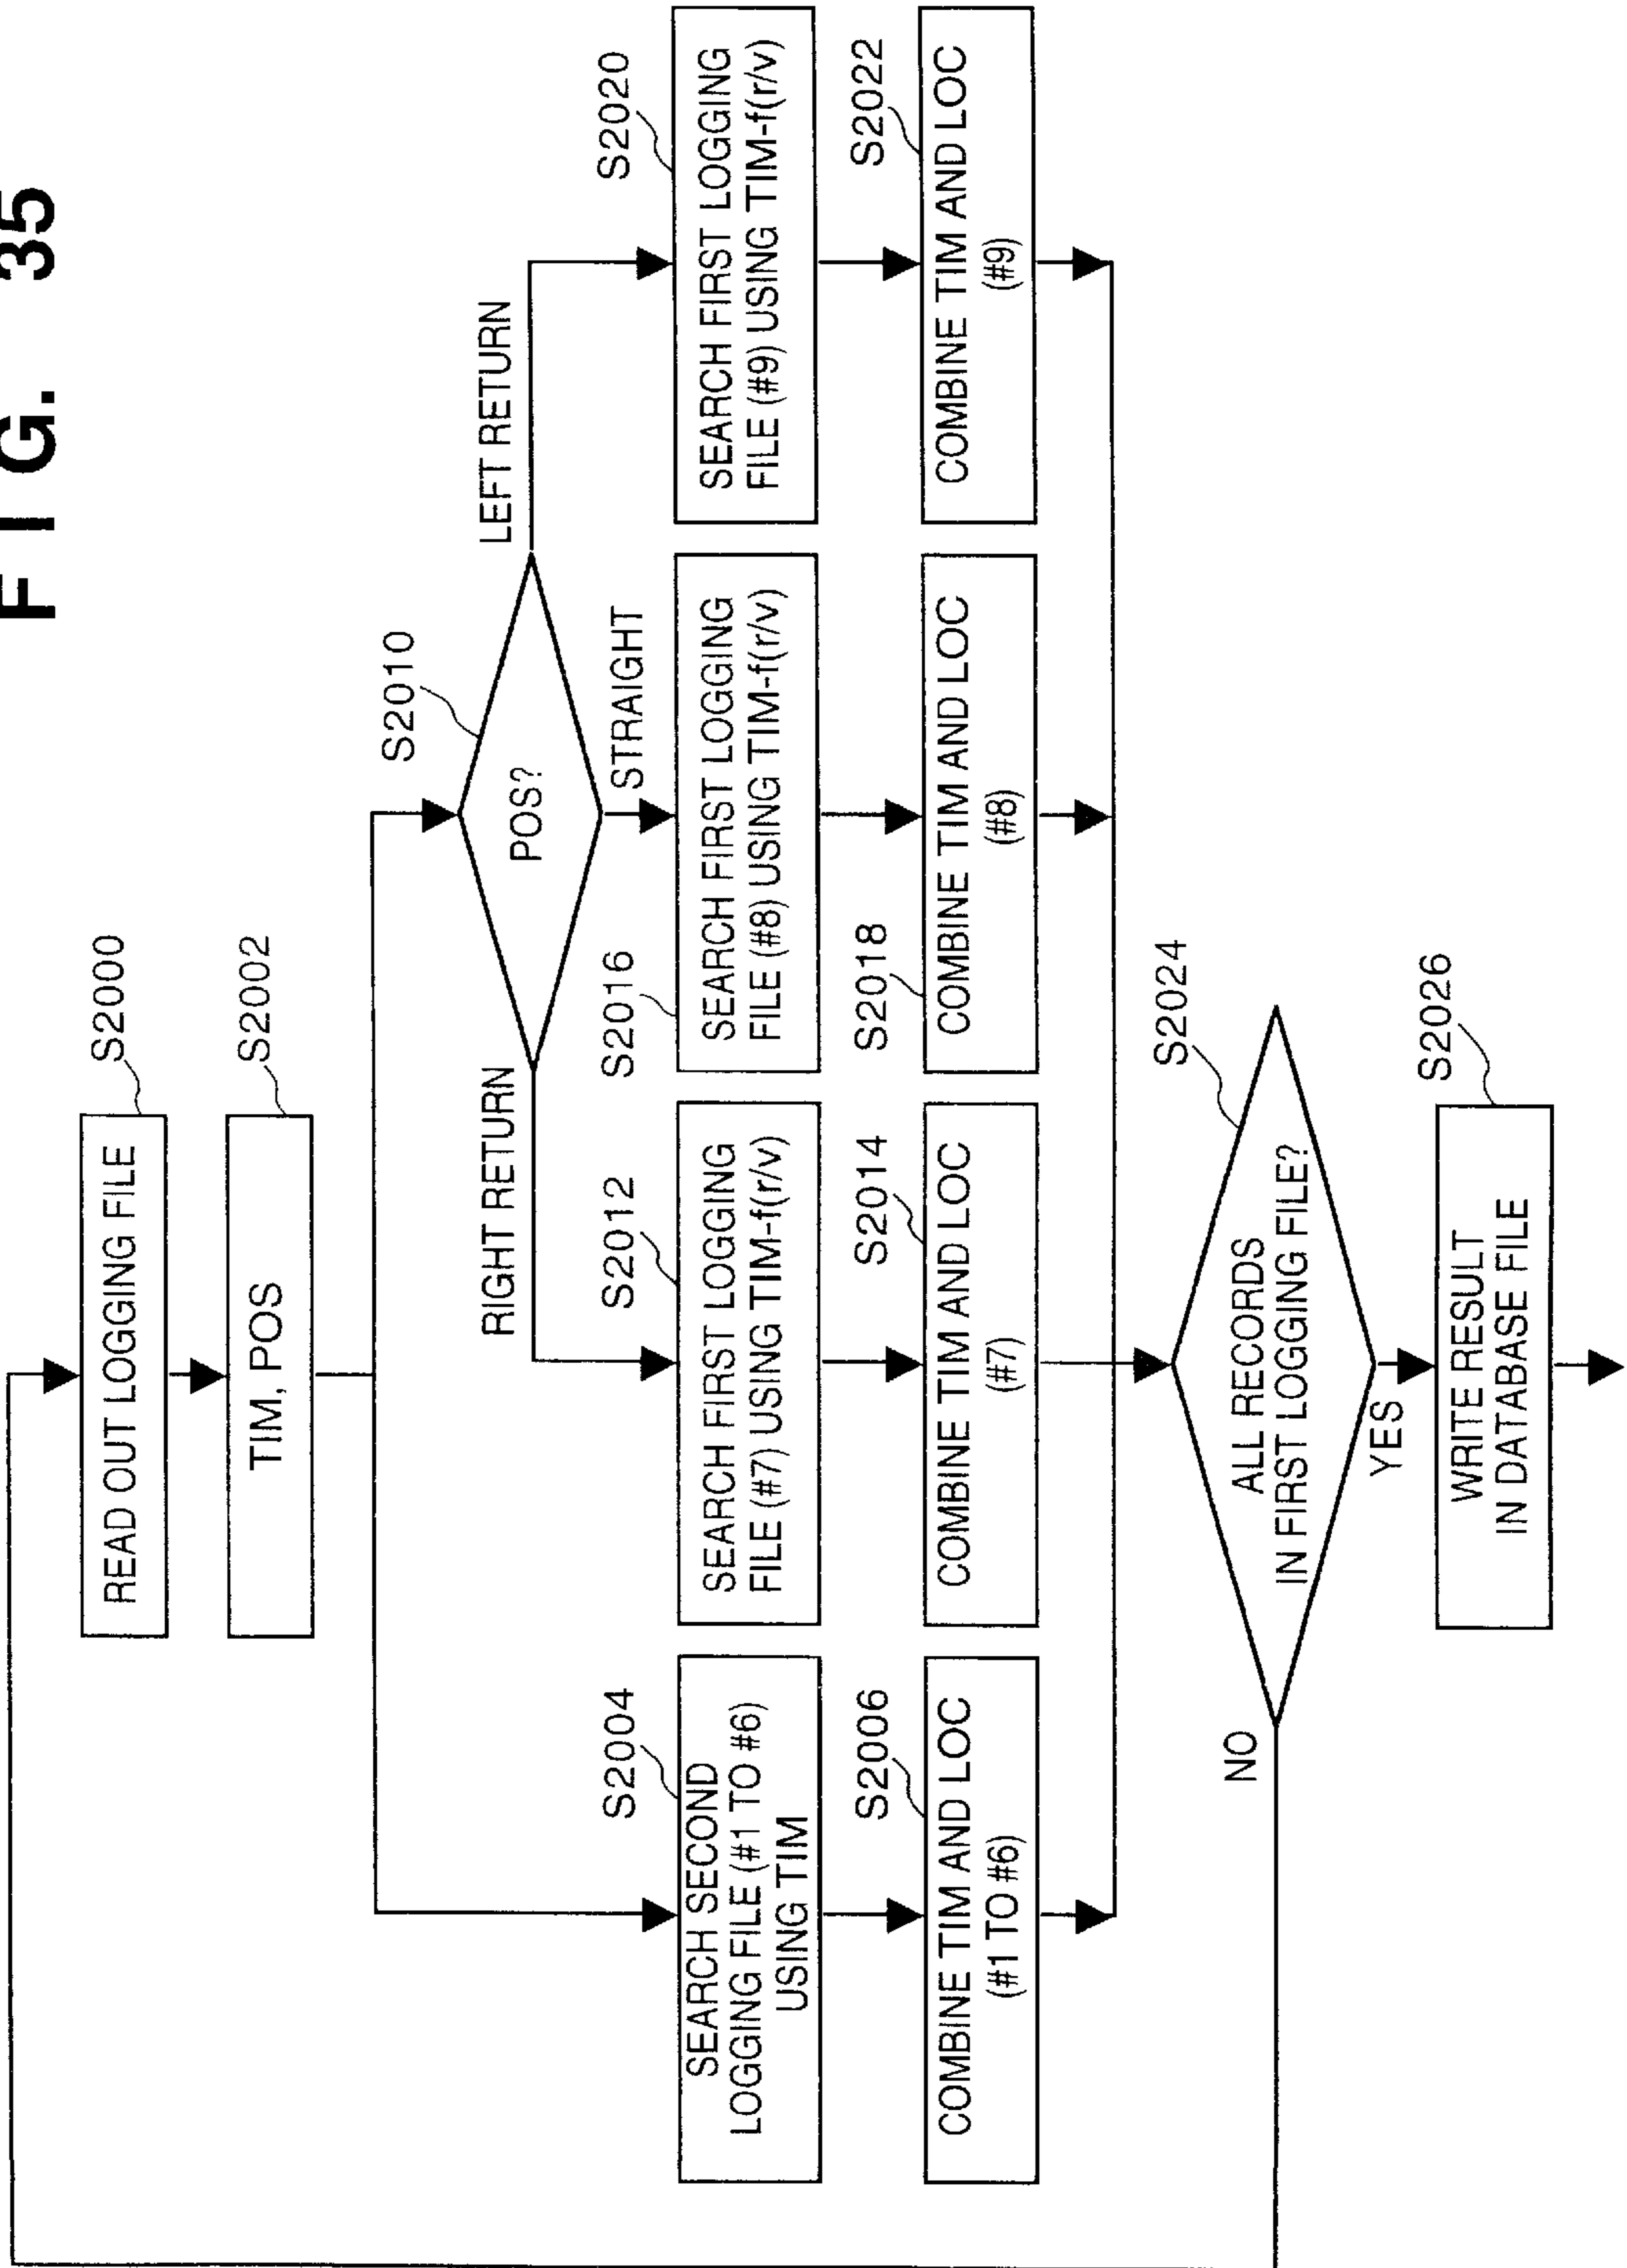 FIG. 35
S2000
READ OUT LOGGING FILE
S2002
TIM, POS
S2010
POS?
RIGHT RETURN
STRAIGHT
LEFT RETURN
S2004
SEARCH SECOND
LOGGING FILE (#1 TO #6)
USING TIM
S2012
SEARCH FIRST LOGGING
FILE (#7) USING TIM-f(r/v)
S2016
SEARCH FIRST LOGGING
FILE (#8) USING TIM-f(r/v)
S2020
SEARCH FIRST LOGGING
FILE (#9) USING TIM-f(r/v)
S2006
COMBINE TIM AND LOC
(#1 TO #6)
S2014
COMBINE TIM AND LOC
(#7)
S2018
COMBINE TIM AND LOC
(#8)
S2022
COMBINE TIM AND LOC
(#9)
S2024
ALL RECORDS
IN FIRST LOGGING FILE?
NO
YES
S2026
WRITE RESULT
IN DATABASE FILE